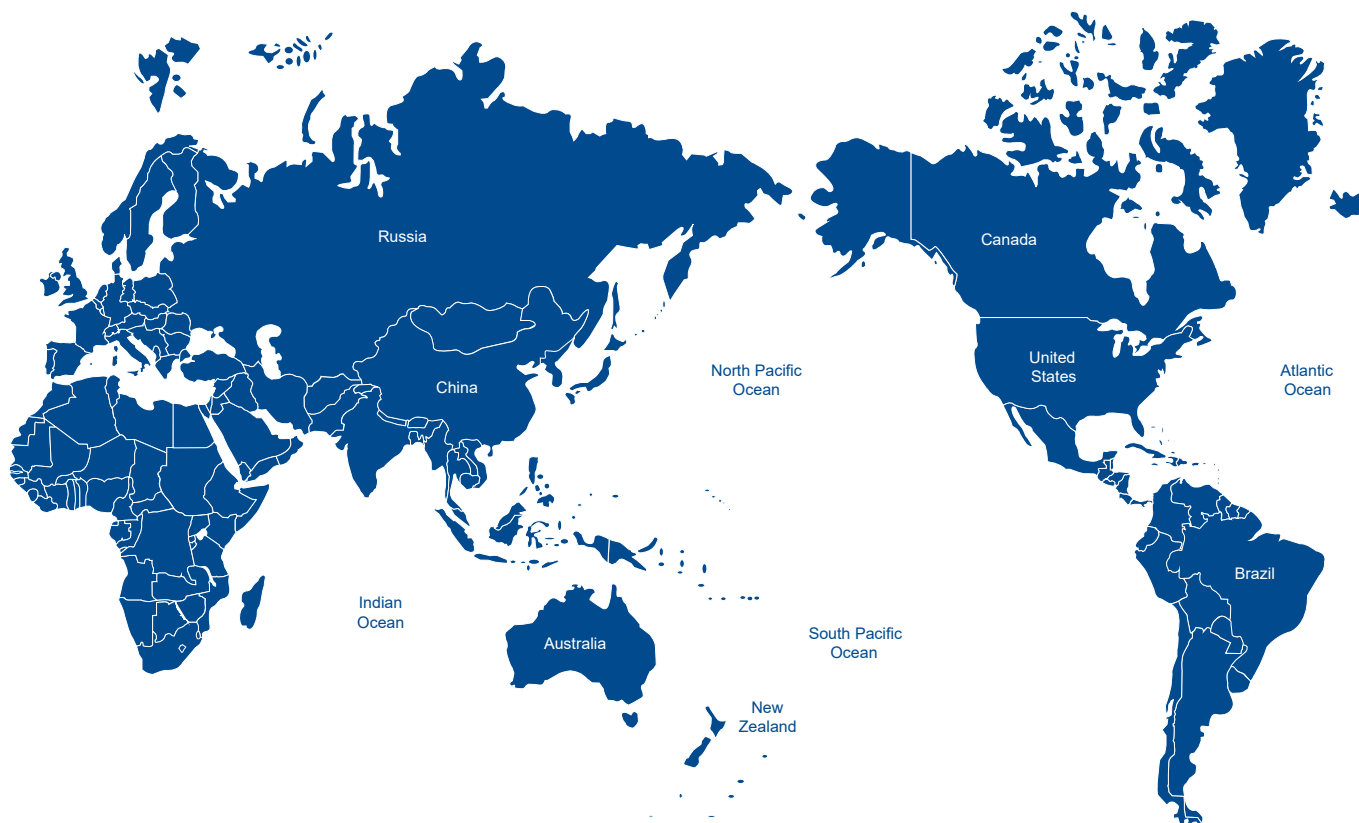 Russia
Canada
North Pacific
Ocean
United
States
Atlantic
Ocean
China
Brazil
Indian
Ocean
Australia
South Pacific
Ocean
New
Zealand